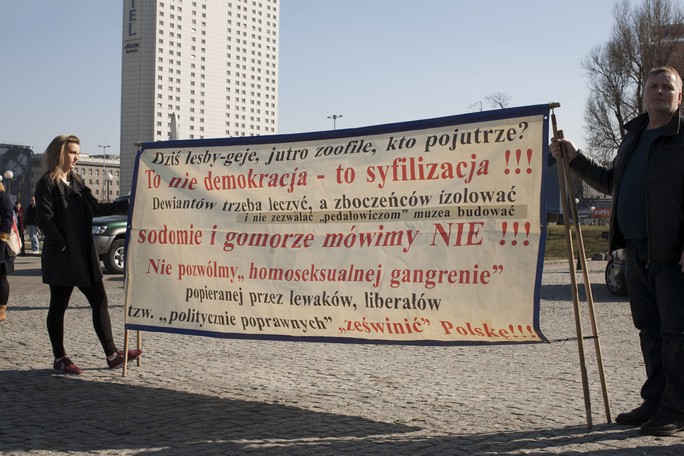 TEL
Dziś lesby-geje, jutro zoofile, kto pojutrze?
To nie demokracja - to syfilizacja !!!
Dewiantów trzeba leczyć, a zboczeńców izolować
i nie zezwalać „pedałowiczom” muzea budować
sodomie i gomorze mówimy NIE !!!
Nie pozwólmy „ homoseksualnej gangrenie”
popieranej przez lewaków, liberałów
tzw. „politycznie poprawnych” „ześwinić” Polskę!!!